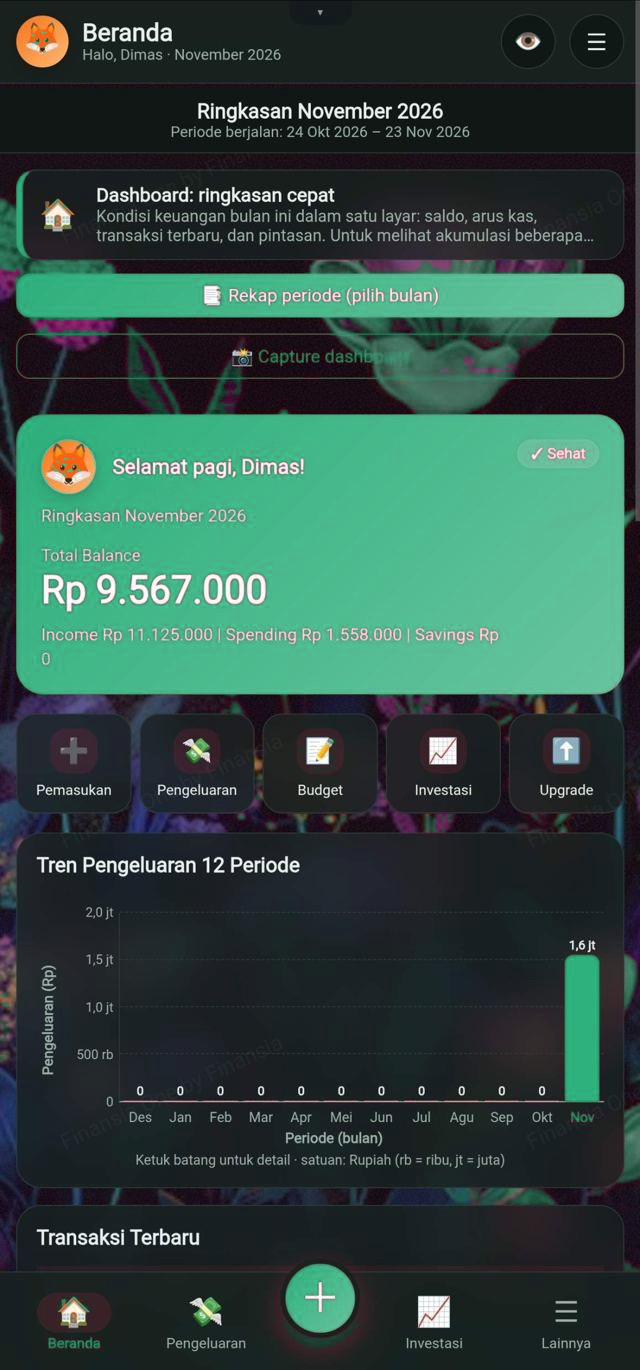 Beranda
Halo, Dimas · November 2026
Ringkasan November 2026
Periode berjalan: 24 Okt 2026 – 23 Nov 2026
Dashboard: ringkasan cepat
Kondisi keuangan bulan ini dalam satu layar: saldo, arus kas,
transaksi terbaru, dan pintasan. Untuk melihat akumulasi beberapa…
Rekap periode (pilih bulan)
Capture dashboard
Selamat pagi, Dimas!
✓ Sehat
Ringkasan November 2026
Total Balance
Rp 9.567.000
Income Rp 11.125.000 | Spending Rp 1.558.000 | Savings Rp
0
Pemasukan
Pengeluaran
Budget
Investasi
Upgrade
Tren Pengeluaran 12 Periode
Pengeluaran (Rp)
2,0 jt
1,5 jt
1,0 jt
500 rb
0
0 0 0 0 0 0 0 0 0 0 0 1,6 jt
Des Jan Feb Mar Apr Mei Jun Jul Agu Sep Okt Nov
Periode (bulan)
Ketuk batang untuk detail · satuan: Rupiah (rb = ribu, jt = juta)
Transaksi Terbaru
Beranda
Pengeluaran
Investasi
Lainnya